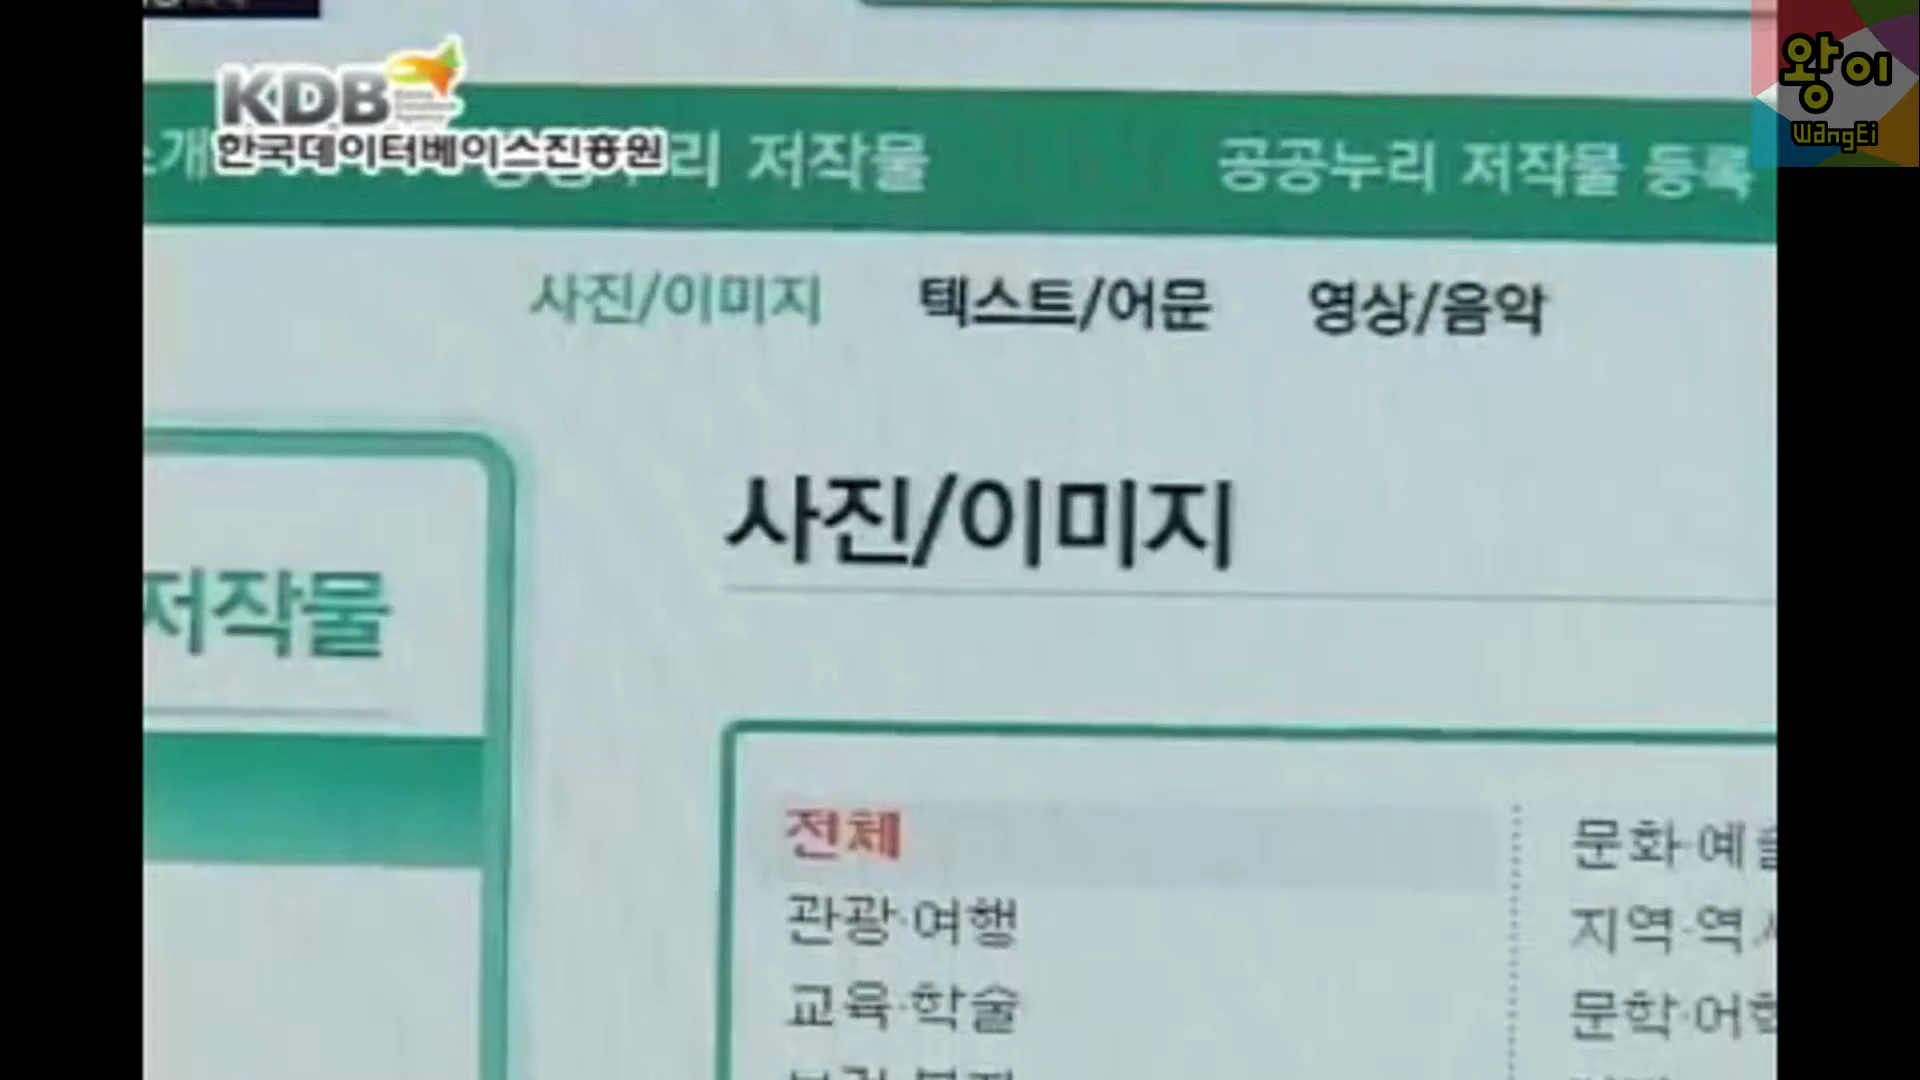 KDB
한국데이터베이스진흥원
왕이
WangEi
리 저작물
공공누리 저작물 등록
사진/이미지
텍스트/어문
영상/음악
사진/이미지
저작물
전체
관광·여행
교육·학술
문화·예술
지역·역사
문학·어학